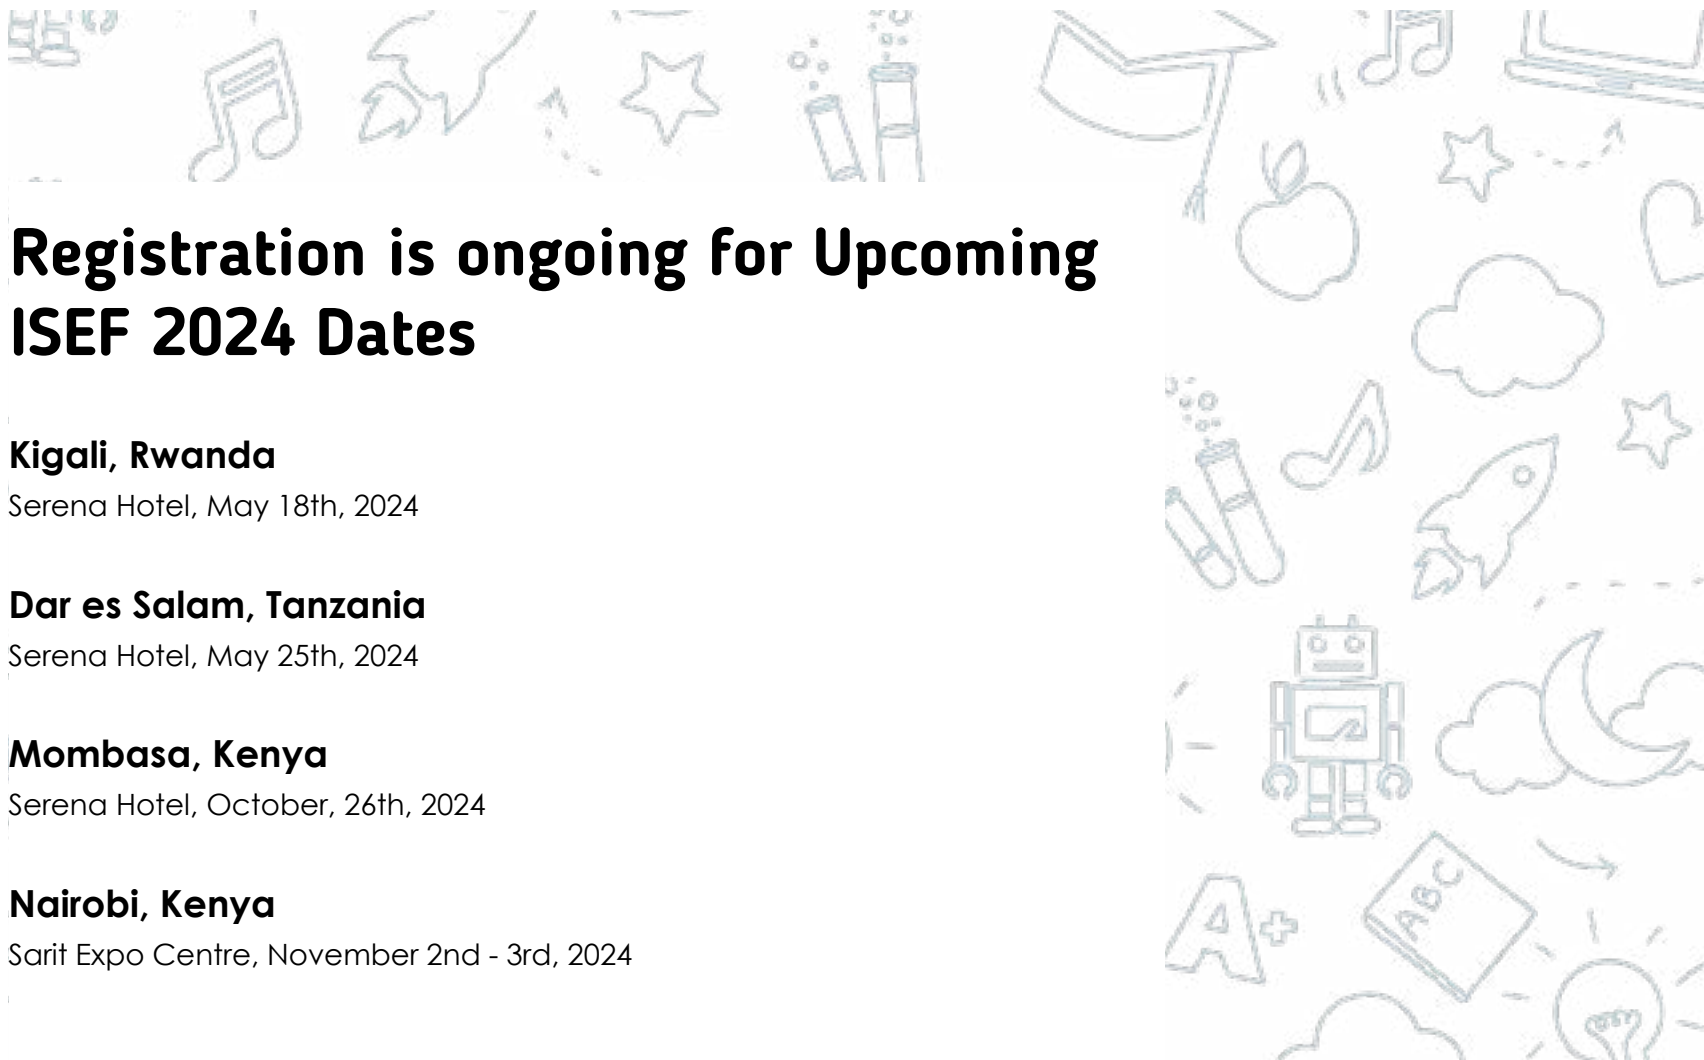 Registration is ongoing for Upcoming
ISEF 2024 Dates
Kigali, Rwanda
Serena Hotel, May 18th, 2024
Dar es Salam, Tanzania
Serena Hotel, May 25th, 2024
Mombasa, Kenya
Serena Hotel, October, 26th, 2024
Nairobi, Kenya
Sarit Expo Centre, November 2nd - 3rd, 2024
ABC
A+